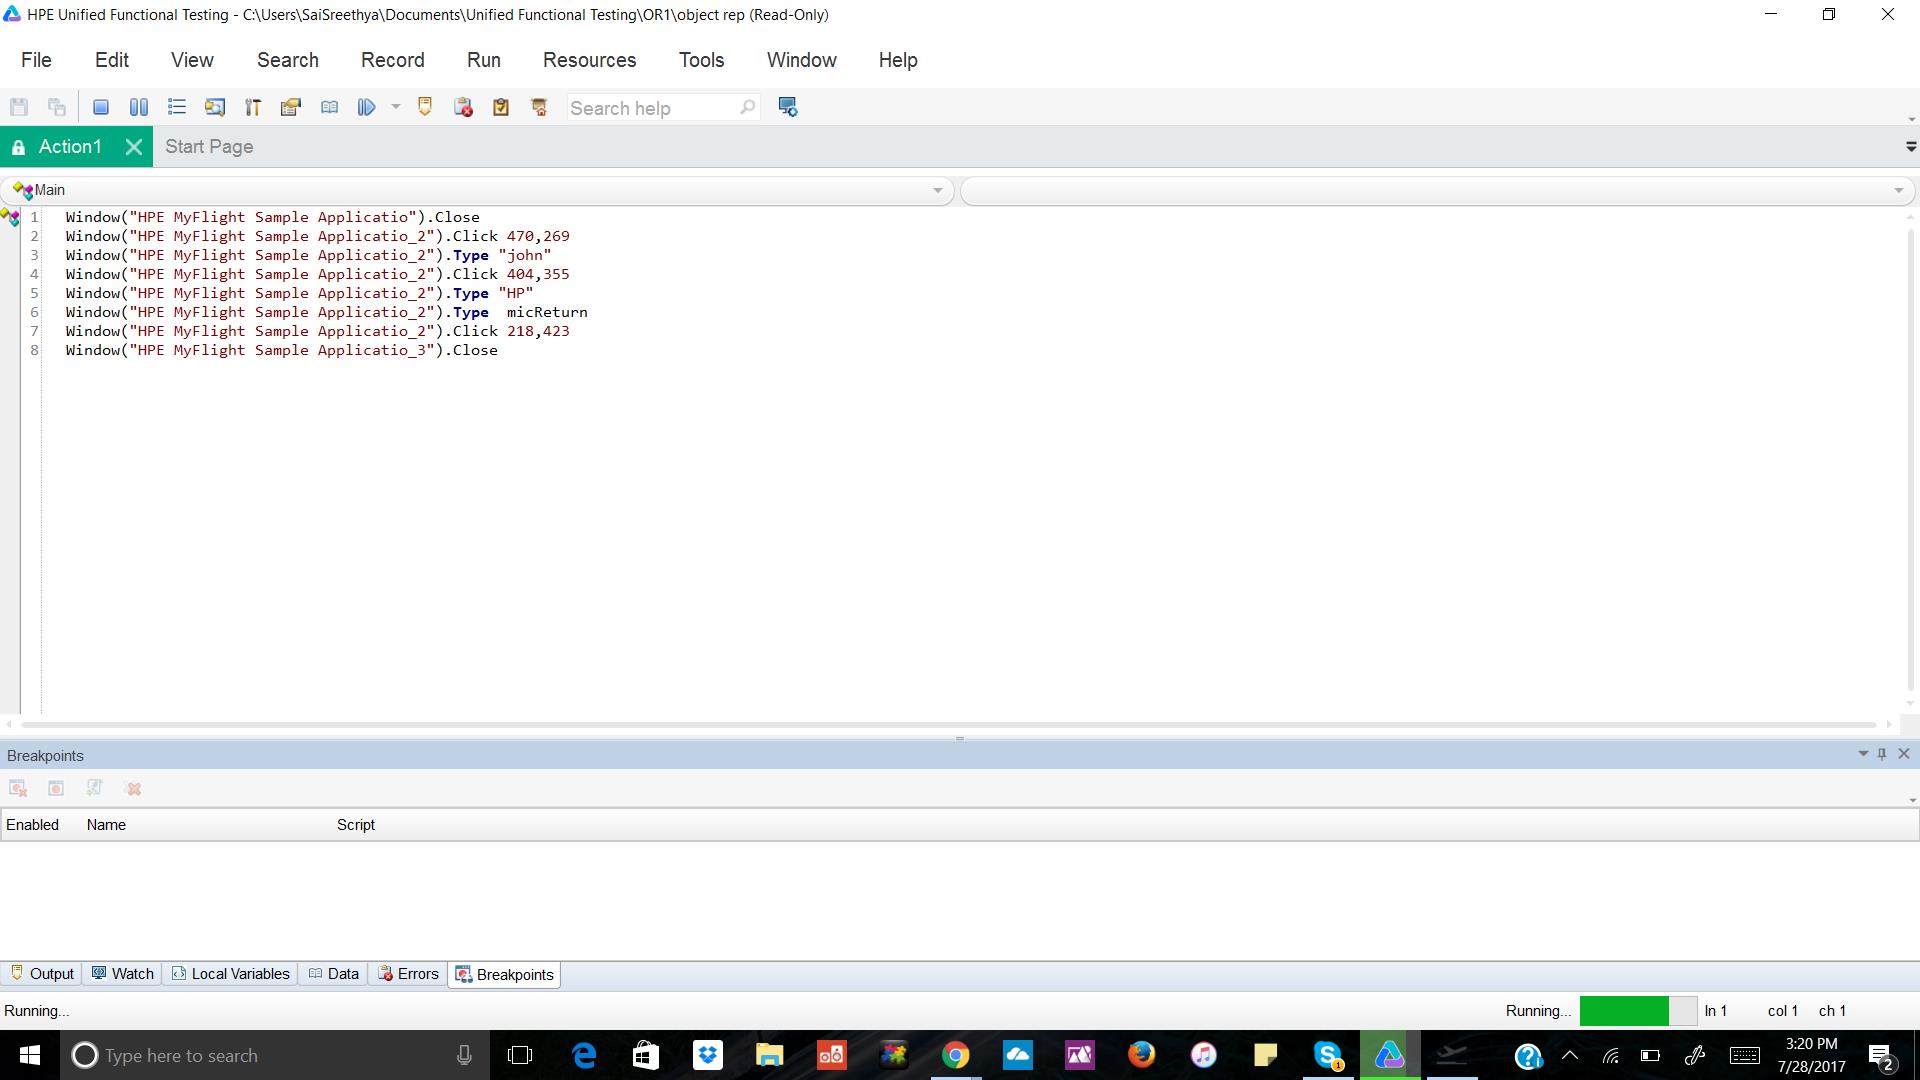 HPE Unified Functional Testing - C:\Users\SaiSreethya\Documents\Unified Functional Testing\OR1\object rep (Read-Only)
File Edit View Search Record Run Resources Tools Window Help
Search help
Action1 Start Page
Main
1 Window("HPE MyFlight Sample Applicatio").Close
2 Window("HPE MyFlight Sample Applicatio_2").Click 470,269
3 Window("HPE MyFlight Sample Applicatio_2").Type "john"
4 Window("HPE MyFlight Sample Applicatio_2").Click 404,355
5 Window("HPE MyFlight Sample Applicatio_2").Type "HP"
6 Window("HPE MyFlight Sample Applicatio_2").Type  micReturn
7 Window("HPE MyFlight Sample Applicatio_2").Click 218,423
8 Window("HPE MyFlight Sample Applicatio_3").Close
Breakpoints
Enabled Name Script
Output Watch Local Variables Data Errors Breakpoints
Running... Running... ln 1 col 1 ch 1
Type here to search
3:20 PM
7/28/2017
1
2